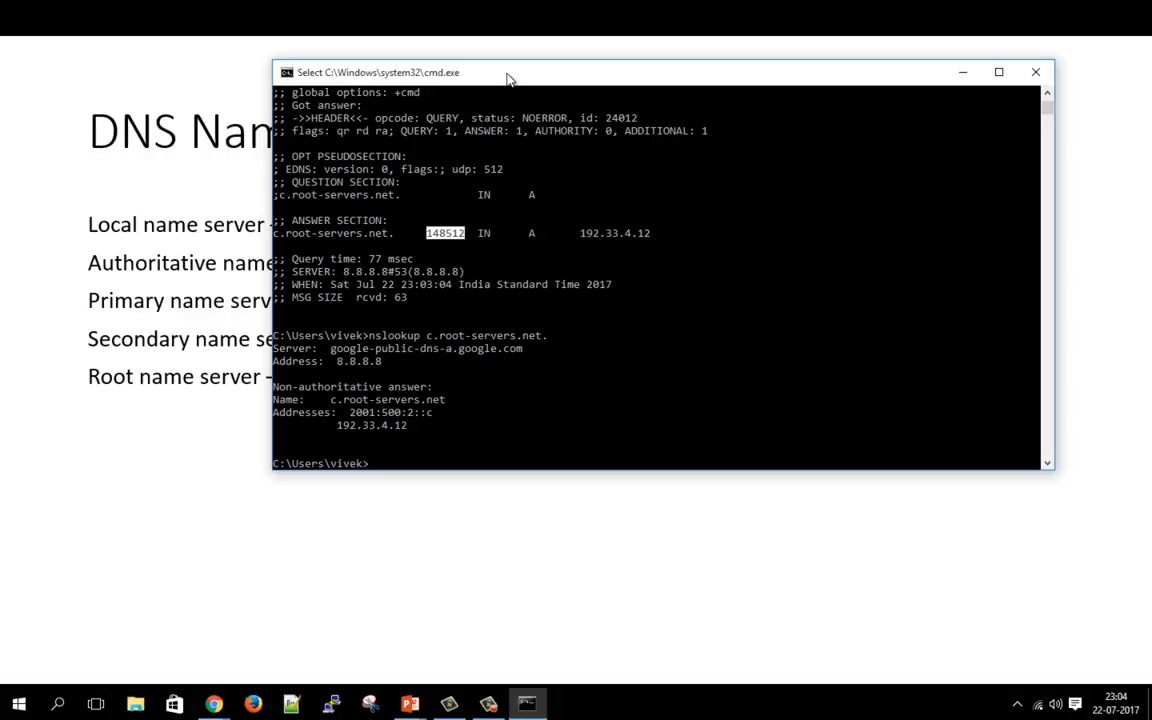 Select C:\Windows\system32\cmd.exe
;; global options: +cmd
;; Got answer:
;; ->>HEADER<<- opcode: QUERY, status: NOERROR, id: 24012
;; flags: qr rd ra; QUERY: 1, ANSWER: 1, AUTHORITY: 0, ADDITIONAL: 1
;; OPT PSEUDOSECTION:
; EDNS: version: 0, flags:; udp: 512
;; QUESTION SECTION:
;c.root-servers.net. IN A
;; ANSWER SECTION:
c.root-servers.net. 148512 IN A 192.33.4.12
;; Query time: 77 msec
;; SERVER: 8.8.8.8#53(8.8.8.8)
;; WHEN: Sat Jul 22 23:03:04 India Standard Time 2017
;; MSG SIZE rcvd: 63
C:\Users\vivek>nslookup c.root-servers.net.
Server: google-public-dns-a.google.com
Address: 8.8.8.8
Non-authoritative answer:
Name: c.root-servers.net
Addresses: 2001:500:2::c
192.33.4.12
C:\Users\vivek>
DNS Nam
Local name server -
Authoritative name
Primary name serv
Secondary name se
Root name server -
23:04
22-07-2017